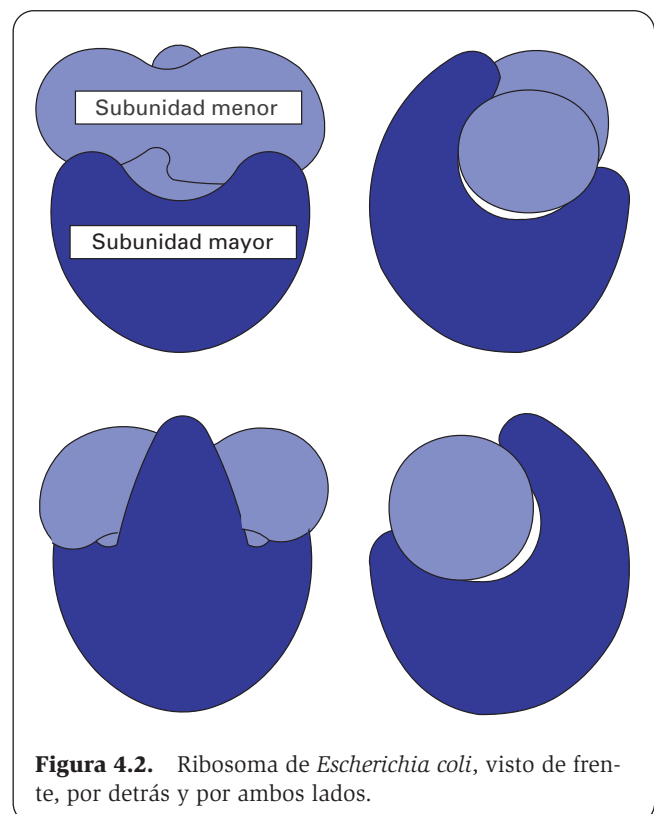 Subunidad menor
Subunidad mayor
Figura 4.2. Ribosoma de Escherichia coli, visto de fren-
te, por detrás y por ambos lados.